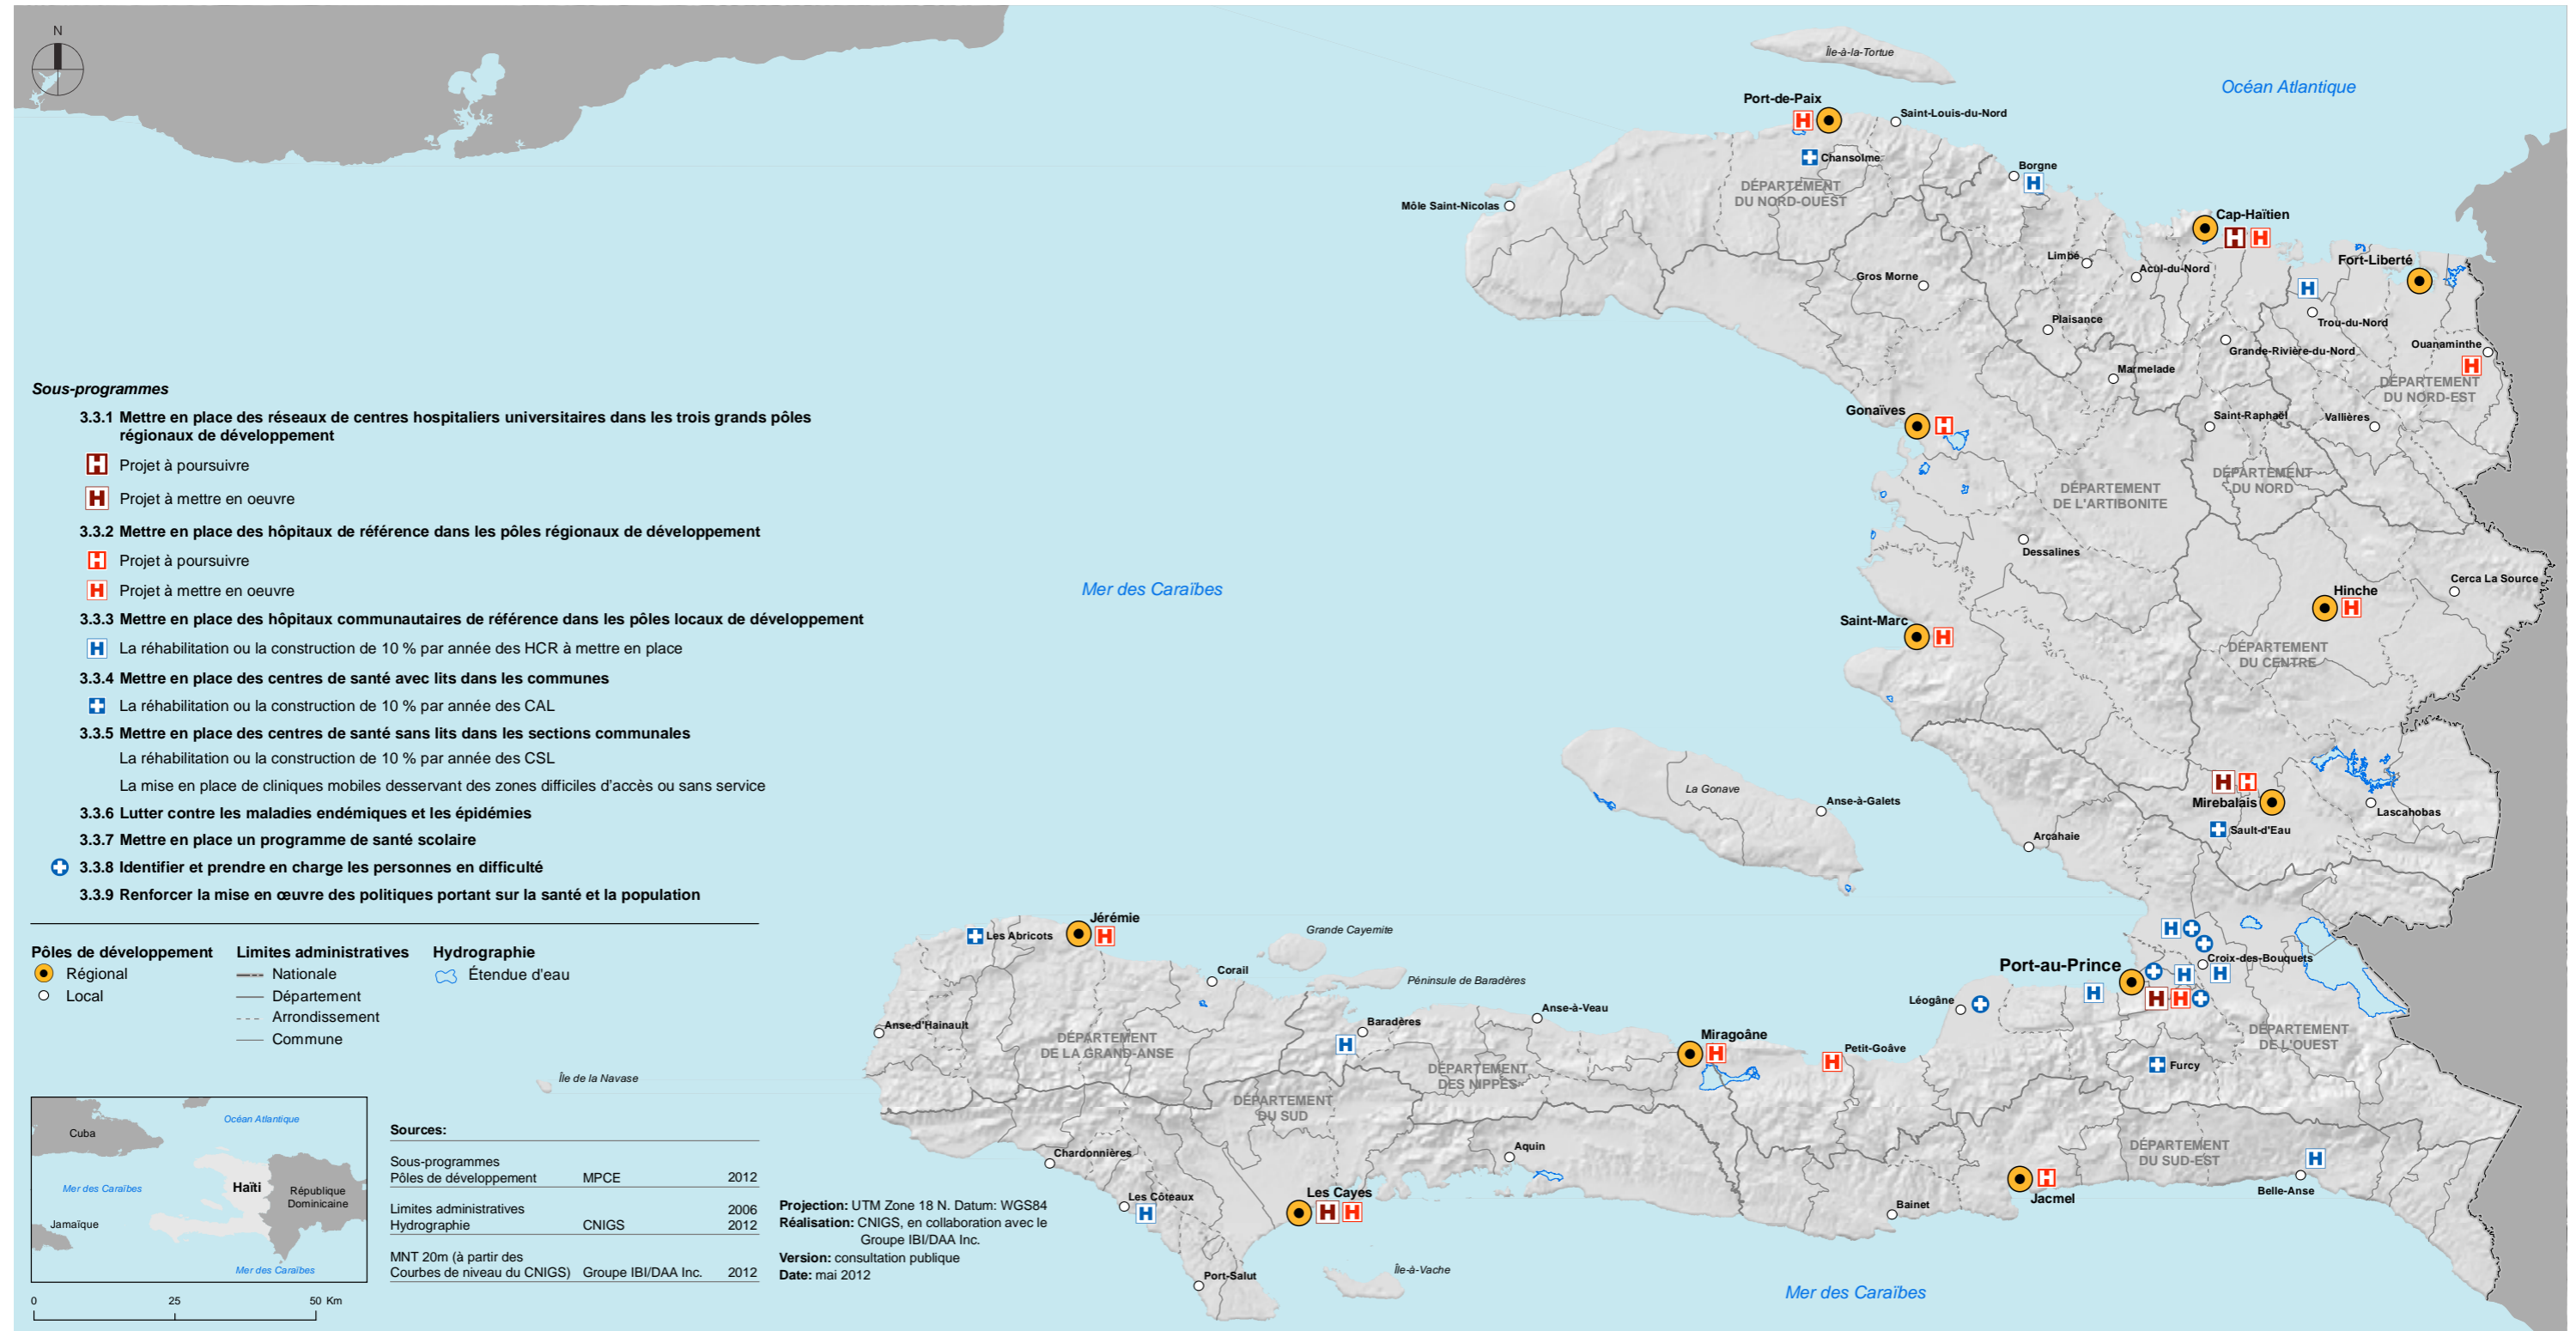 N
Sous-programmes
3.3.1 Mettre en place des réseaux de centres hospitaliers universitaires dans les trois grands pôles
régionaux de développement
H Projet à poursuivre
H Projet à mettre en oeuvre
3.3.2 Mettre en place des hôpitaux de référence dans les pôles régionaux de développement
H Projet à poursuivre
H Projet à mettre en oeuvre
3.3.3 Mettre en place des hôpitaux communautaires de référence dans les pôles locaux de développement
H La réhabilitation ou la construction de 10 % par année des HCR à mettre en place
3.3.4 Mettre en place des centres de santé avec lits dans les communes
La réhabilitation ou la construction de 10 % par année des CAL
3.3.5 Mettre en place des centres de santé sans lits dans les sections communales
La réhabilitation ou la construction de 10 % par année des CSL
La mise en place de cliniques mobiles desservant des zones difficiles d'accès ou sans service
3.3.6 Lutter contre les maladies endémiques et les épidémies
3.3.7 Mettre en place un programme de santé scolaire
3.3.8 Identifier et prendre en charge les personnes en difficulté
3.3.9 Renforcer la mise en œuvre des politiques portant sur la santé et la population
Pôles de développement
Régional
Local
Limites administratives
Nationale
Département
Arrondissement
Commune
Hydrographie
Étendue d'eau
Océan Atlantique
Cuba
Mer des Caraïbes
Haïti
République
Dominicaine
Jamaïque
Mer des Caraïbes
0 25 50 Km
Sources:
Sous-programmes
Pôles de développement MPCE 2012
Limites administratives 2006
Hydrographie CNIGS 2012
MNT 20m (à partir des
Courbes de niveau du CNIGS) Groupe IBI/DAA Inc. 2012
Projection: UTM Zone 18 N. Datum: WGS84
Réalisation: CNIGS, en collaboration avec le
Groupe IBI/DAA Inc.
Version: consultation publique
Date: mai 2012
Île-à-la-Tortue
Océan Atlantique
Port-de-Paix
H
Saint-Louis-du-Nord
Chansolme
Borgne
H
DÉPARTEMENT
DU NORD-OUEST
Môle Saint-Nicolas
Cap-Haïtien
H H
Limbé
Acul-du-Nord
Fort-Liberté
Gros Morne
H
Trou-du-Nord
Plaisance
Grande-Rivière-du-Nord
Ouanaminthe
H
Marmelade
DÉPARTEMENT
DU NORD-EST
Gonaïves
H
Saint-Raphaël
Vallières
DÉPARTEMENT
DU NORD
DÉPARTEMENT
DE L'ARTIBONITE
Dessalines
Mer des Caraïbes
Hinche
H
Cerca La Source
Saint-Marc
H
DÉPARTEMENT
DU CENTRE
La Gonave
Anse-à-Galets
H H
Mirebalais
Lascahobas
Sault-d'Eau
Arcahaie
Les Abricots
Jérémie
H
Grande Cayemite
H
Croix-des-Bouquets
Port-au-Prince
H H
H
H H
Corail
Péninsule de Baradères
Léogâne
Anse-à-Veau
Anse-d'Hainault
Baradères
H
DÉPARTEMENT
DE LA GRAND-ANSE
Miragoâne
H
Petit-Goâve
H
DÉPARTEMENT
DE L'OUEST
Furcy
Île de la Navase
DÉPARTEMENT
DES NIPPES
DÉPARTEMENT
DU SUD
Aquin
Chardonnières
DÉPARTEMENT
DU SUD-EST
H
Belle-Anse
Les Côteaux
H
Les Cayes
H H
H
Jacmel
Bainet
Port-Salut
Île-à-Vache
Mer des Caraïbes